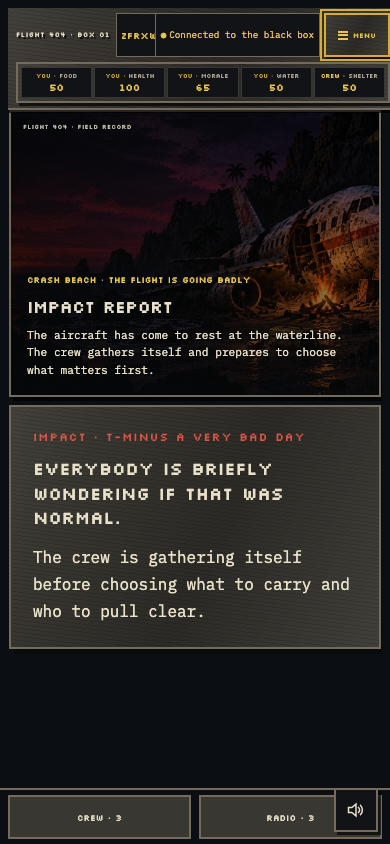 FLIGHT 404 · BOX 01
Connected to the black box
MENU
YOU · FOOD
50
YOU · HEALTH
100
YOU · MORALE
65
YOU · WATER
50
CREW · SHELTER
50
FLIGHT 404 · FIELD RECORD
CRASH BEACH · THE FLIGHT IS GOING BADLY
IMPACT REPORT
The aircraft has come to rest at the waterline.
The crew gathers itself and prepares to choose
what matters first.
IMPACT · T-MINUS A VERY BAD DAY
EVERYBODY IS BRIEFLY
WONDERING IF THAT WAS
NORMAL.
The crew is gathering itself
before choosing what to carry and
who to pull clear.
CREW · 3
RADIO · 3